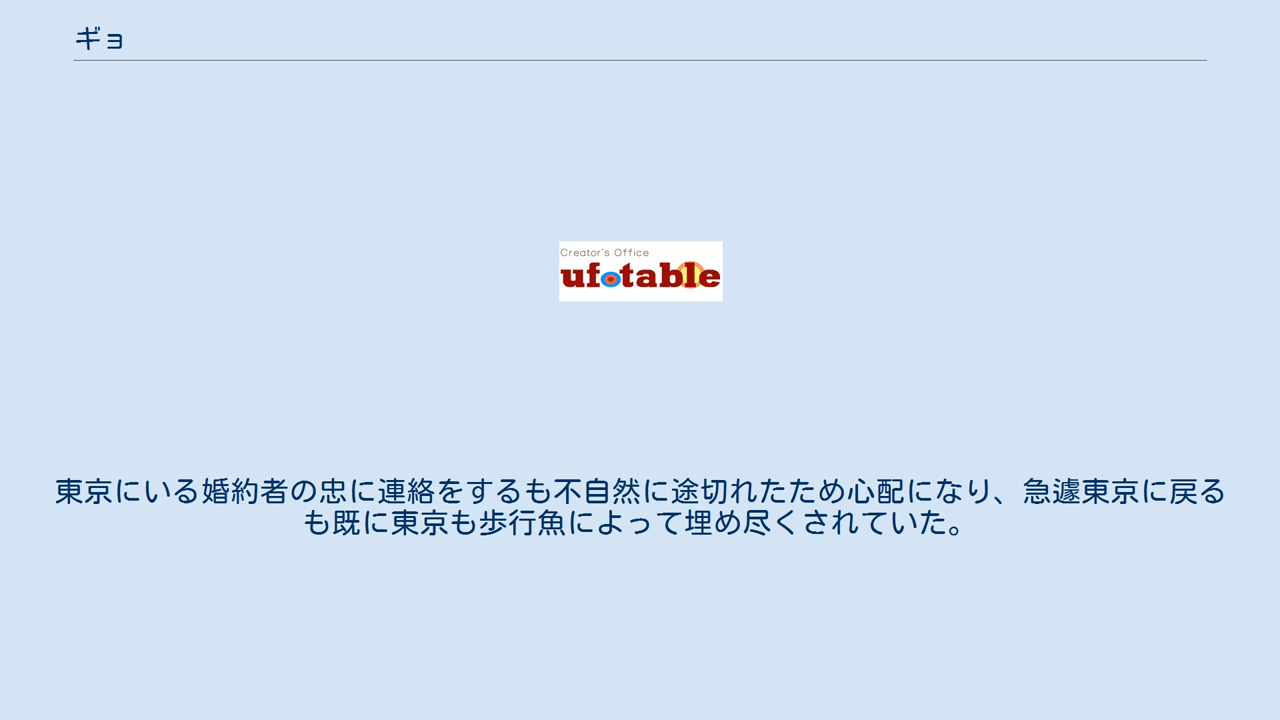 ギョ
Creator's Office
ufotable
東京にいる婚約者の忠に連絡をするも不自然に途切れたため心配になり、急遽東京に戻る
も既に東京も歩行魚によって埋め尽くされていた。